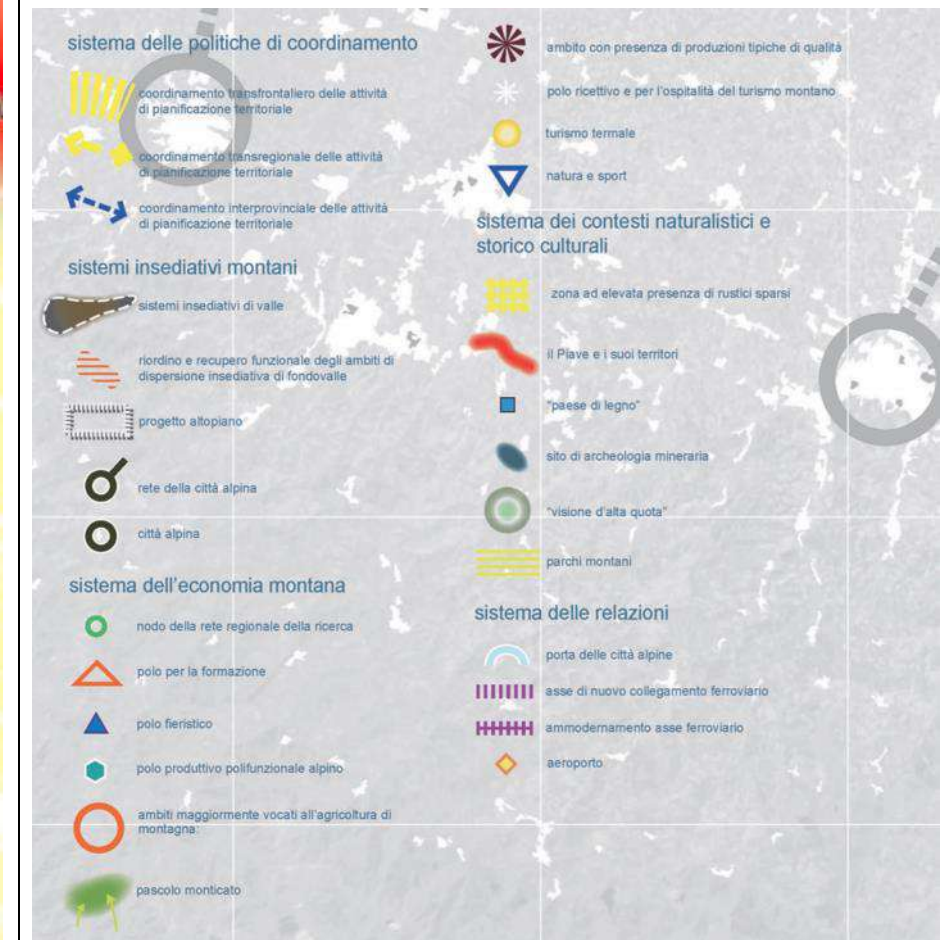 sistema delle politiche di coordinamento
coordinamento transfrontaliero delle attività
di pianificazione territoriale
coordinamento transregionale delle attività
di pianificazione territoriale
coordinamento interprovinciale delle attività
di pianificazione territoriale
sistemi insediativi montani
sistemi insediativi di valle
riordino e recupero funzionale degli ambiti di
dispersione insediativa di fondovalle
progetto altopiano
rete della città alpina
città alpina
sistema dell'economia montana
nodo della rete regionale della ricerca
polo per la formazione
polo fieristico
polo produttivo polifunzionale alpino
ambiti maggiormente vocati all'agricoltura di
montagna:
pascolo monticato
ambito con presenza di produzioni tipiche di qualità
polo ricettivo e per l'ospitalità del turismo montano
turismo termale
natura e sport
sistema dei contesti naturalistici e
storico culturali
zona ad elevata presenza di rustici sparsi
il Piave e i suoi territori
"paese di legno"
sito di archeologia mineraria
"visione d'alta quota"
parchi montani
sistema delle relazioni
porta delle città alpine
asse di nuovo collegamento ferroviario
ammodernamento asse ferroviario
aeroporto